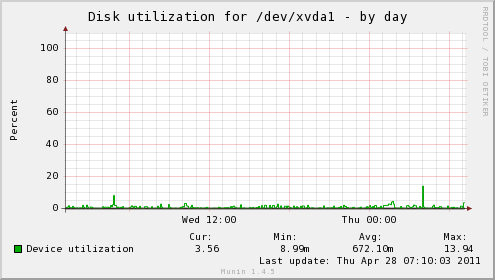 Disk utilization for /dev/xvda1 - by day
RRDTOOL / TOBI OETIKER
Percent
100
80
60
40
20
0
Wed 12:00 Thu 00:00
Cur: Min: Avg: Max:
Device utilization 3.56 8.99m 672.10m 13.94
Last update: Thu Apr 28 07:10:03 2011
Munin 1.4.5